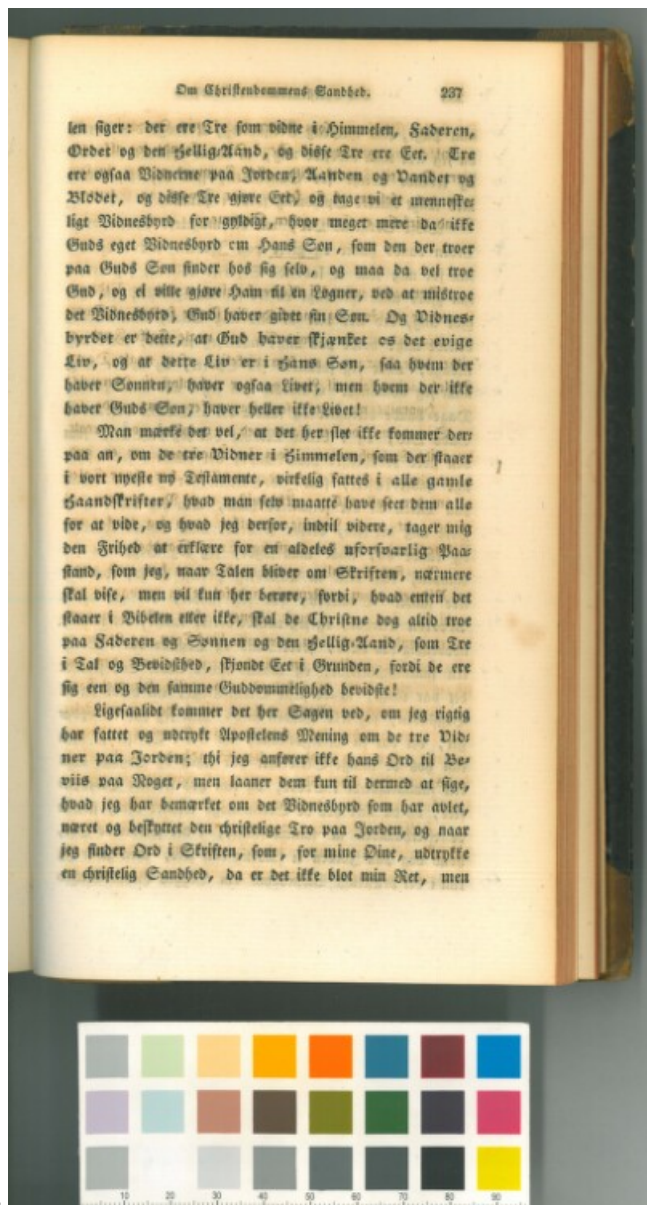 Om Christendommens Sandhed. 237
len siger: der ere Tre som vidne i Himmelen, Faderen,
Ordet og den Hellig-Aand, og disse Tre ere Eet. Tre
ere ogsaa Vidnerne paa Jorden, Aanden og Vandet og
Blodet, og disse Tre gjøre Eet, og tage vi et menneske-
ligt Vidnesbyrd for gyldigt, hvor meget mere da ikke
Guds eget Vidnesbyrd om Hans Søn, som den der troer
paa Guds Søn finder hos sig selv, og maa da vel troe
Gud, og ei ville gjøre Ham til en Løgner, ved at mistroe
det Vidnesbyrd, Gud haver givet sin Søn. Og Vidnes-
byrdet er dette, at Gud haver skjænket os det evige
Liv, og at dette Liv er i Hans Søn, saa hvem der
haver Sønnen, haver ogsaa Livet, men hvem der ikke
haver Guds Søn, haver heller ikke Livet!
Man mærke det vel, at det her slet ikke kommer der-
paa an, om de tre Vidner i Himmelen, som der staaer
i vort nyeste ny Testamente, virkelig fattes i alle gamle
Haandskrifter, hvad man selv maatte have seet dem alle
for at vide, og hvad jeg derfor, indtil videre, tager mig
den Frihed at erklære for en aldeles uforsvarlig Paa-
stand, som jeg, naar Talen bliver om Skriften, nærmere
skal vise, men vil kun her berøre, fordi, hvad enten det
staaer i Bibelen eller ikke, skal de Christne dog altid troe
paa Faderen og Sønnen og den Hellig-Aand, som Tre
i Tal og Bevidsthed, skjøndt Eet i Grunden, fordi de ere
sig een og den samme Guddommelighed bevidste!
Ligesaalidt kommer det her Sagen ved, om jeg rigtig
har fattet og udtrykt Apostelens Mening om de tre Vid-
ner paa Jorden; thi jeg anfører ikke hans Ord til Be-
viis paa Noget, men laaner dem kun til dermed at sige,
hvad jeg har bemærket om det Vidnesbyrd som har avlet,
næret og beskyttet den christelige Tro paa Jorden, og naar
jeg finder Ord i Skriften, som, for mine Øine, udtrykke
en christelig Sandhed, da er det ikke blot min Ret, men
10 20 30 40 50 60 70 80 90